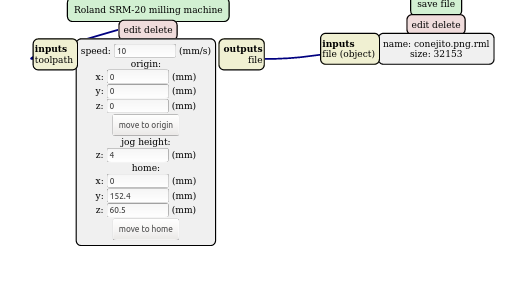 Roland SRM-20 milling machine
edit delete
inputs
toolpath
speed: 10 (mm/s)
origin:
x: 0 (mm)
y: 0 (mm)
z: 0 (mm)
move to origin
jog height:
z: 4 (mm)
home:
x: 0 (mm)
y: 152.4 (mm)
z: 60.5 (mm)
move to home
outputs
file
save file
edit delete
inputs
file (object)
name: conejito.png.rml
size: 32153